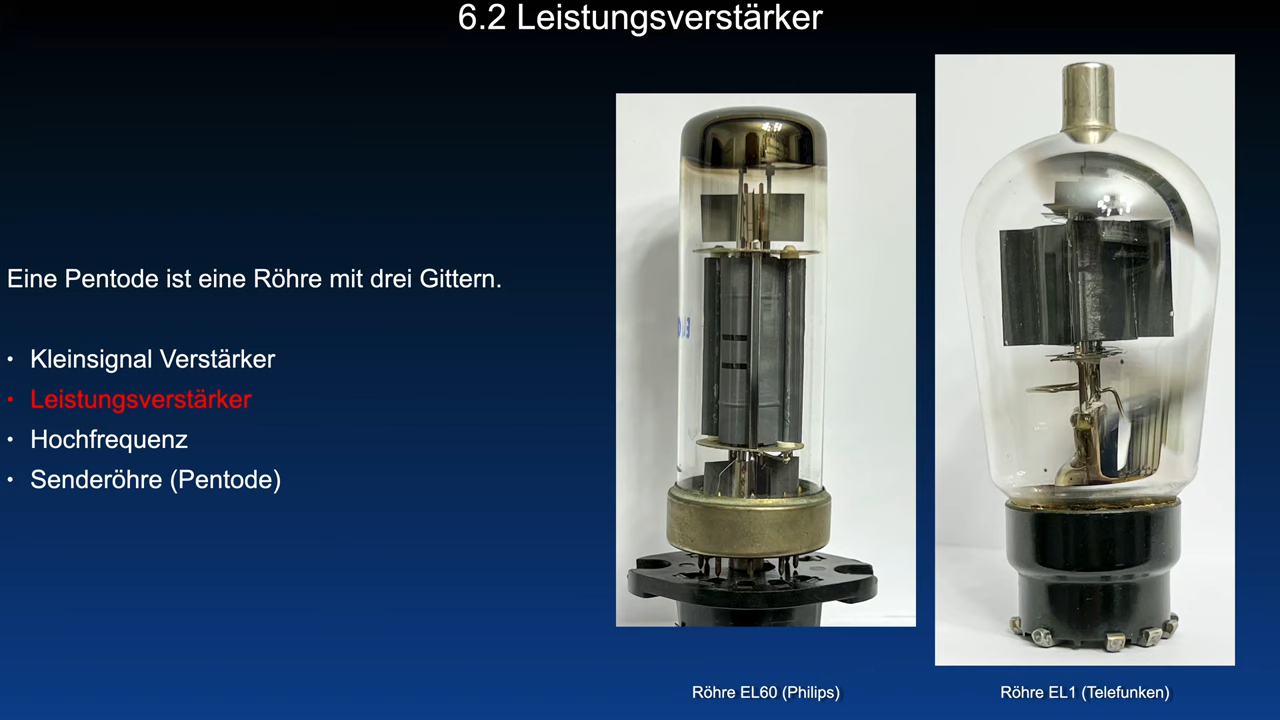 6.2 Leistungsverstärker
Eine Pentode ist eine Röhre mit drei Gittern.
• Kleinsignal Verstärker
• Leistungsverstärker
• Hochfrequenz
• Senderöhre (Pentode)
Röhre EL60 (Philips)
Röhre EL1 (Telefunken)